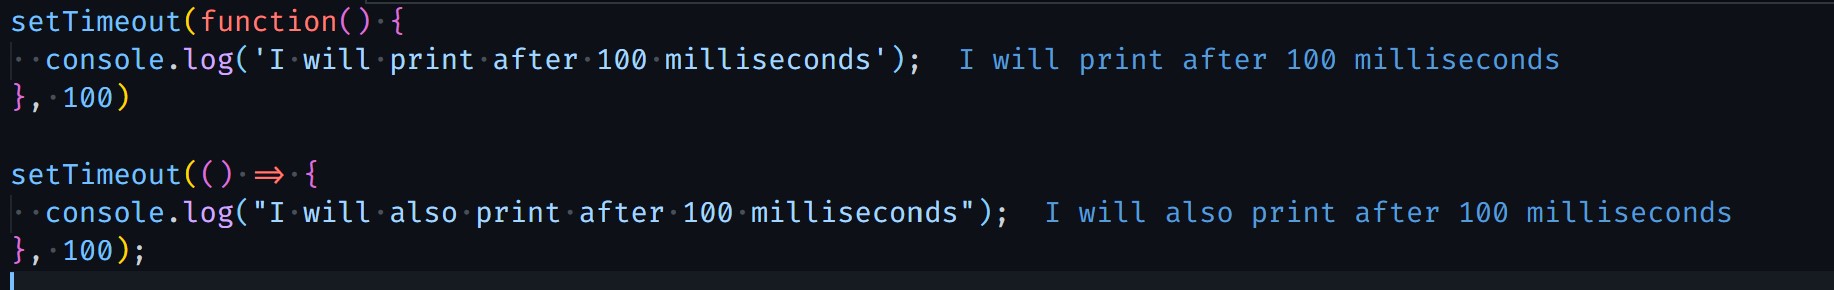 setTimeout(function() {
  console.log('I will print after 100 milliseconds');  I will print after 100 milliseconds
}, 100)

setTimeout(() => {
  console.log("I will also print after 100 milliseconds");  I will also print after 100 milliseconds
}, 100);